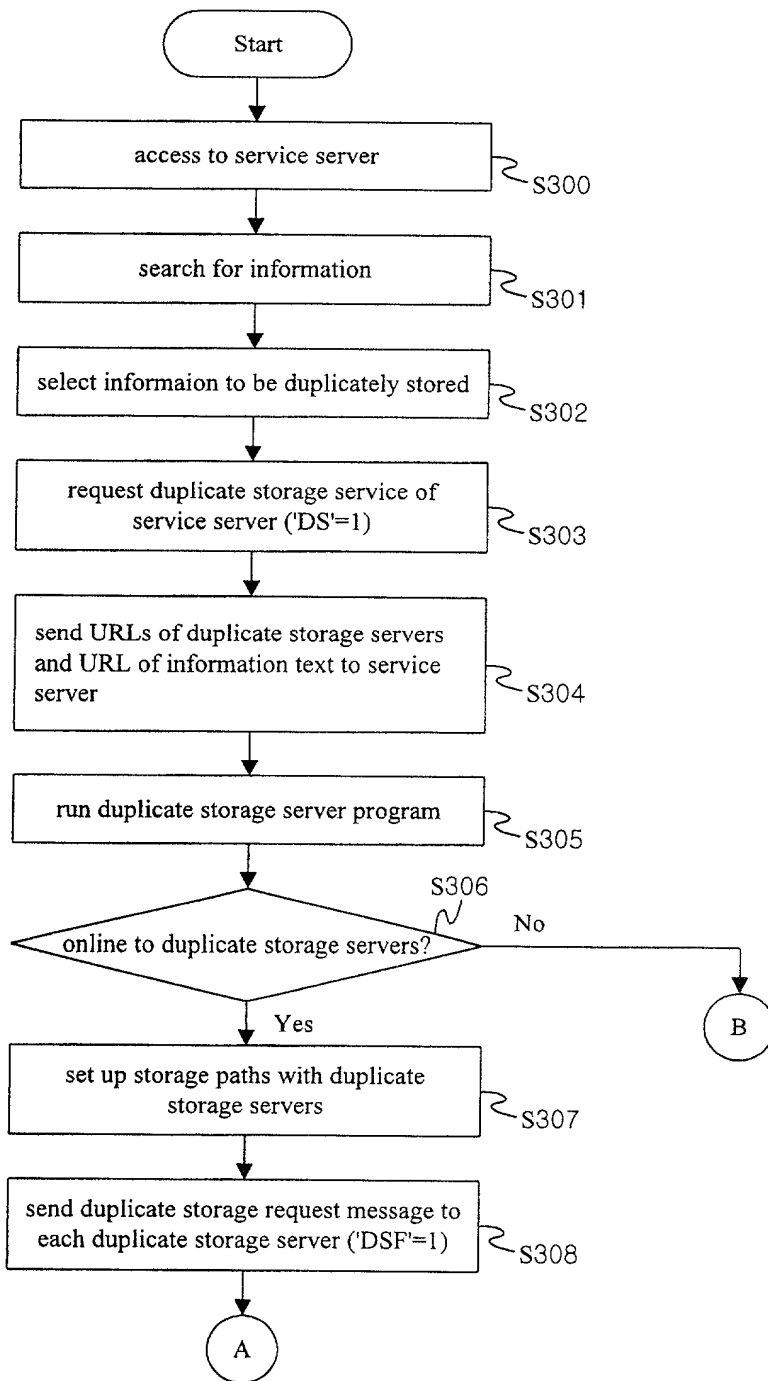 Start
access to service server
S300
search for information
S301
select informaion to be duplicately stored
S302
request duplicate storage service of
service server ('DS'=1)
S303
send URLs of duplicate storage servers
and URL of information text to service
server
S304
run duplicate storage server program
S305
S306
online to duplicate storage servers?
No
B
Yes
set up storage paths with duplicate
storage servers
S307
send duplicate storage request message to
each duplicate storage server ('DSF'=1)
S308
A